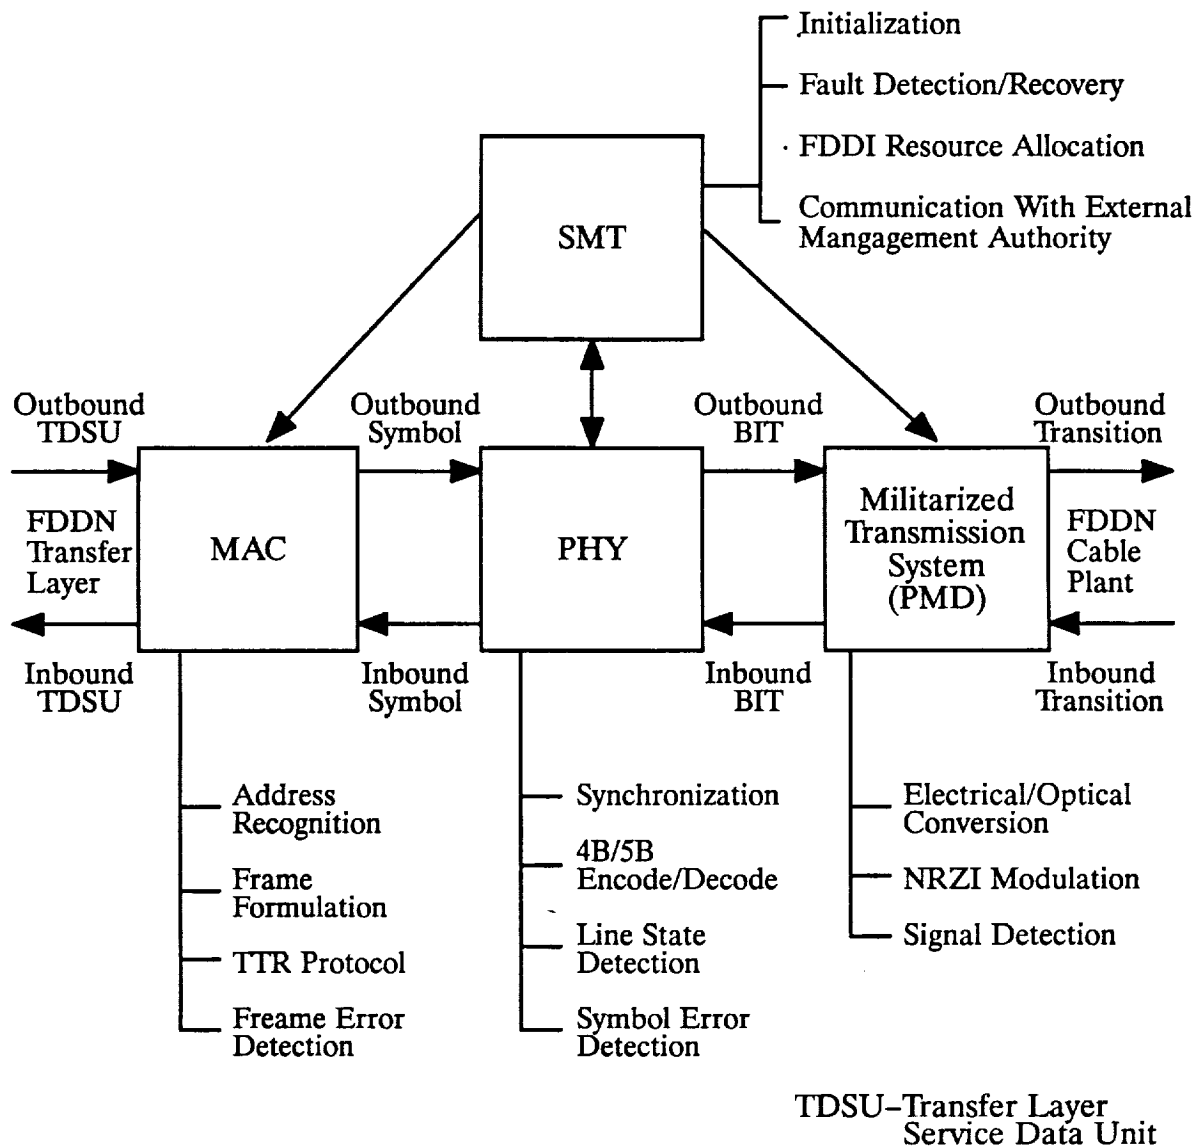 Initialization
Fault Detection/Recovery
FDDI Resource Allocation
Communication With External
Mangagement Authority
SMT
Outbound
TDSU
Outbound
Symbol
Outbound
BIT
Outbound
Transition
FDDN
Transfer
Layer
MAC
PHY
Militarized
Transmission
System
(PMD)
FDDN
Cable
Plant
Inbound
TDSU
Inbound
Symbol
Inbound
BIT
Inbound
Transition
Address
Recognition
Frame
Formulation
TTR Protocol
Freame Error
Detection
Synchronization
4B/5B
Encode/Decode
Line State
Detection
Symbol Error
Detection
Electrical/Optical
Conversion
NRZI Modulation
Signal Detection
TDSU–Transfer Layer
Service Data Unit